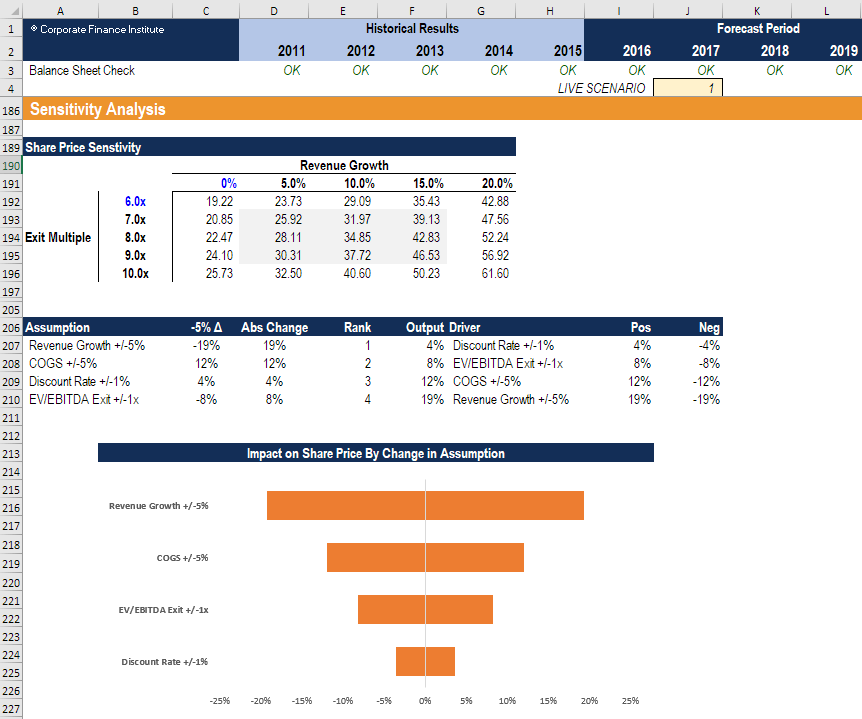 A B C D E F G H I J K L
1 ® Corporate Finance Institute Historical Results Forecast Period
2 2011 2012 2013 2014 2015 2016 2017 2018 2019
3 Balance Sheet Check OK OK OK OK OK OK OK OK OK
4 LIVE SCENARIO 1
186 Sensitivity Analysis
187
189 Share Price Senstivity
190 Revenue Growth
191 0% 5.0% 10.0% 15.0% 20.0%
192 6.0x 19.22 23.73 29.09 35.43 42.88
193 7.0x 20.85 25.92 31.97 39.13 47.56
194 Exit Multiple 8.0x 22.47 28.11 34.85 42.83 52.24
195 9.0x 24.10 30.31 37.72 46.53 56.92
196 10.0x 25.73 32.50 40.60 50.23 61.60
197
205
206 Assumption -5% Δ Abs Change Rank Output Driver Pos Neg
207 Revenue Growth +/-5% -19% 19% 1 4% Discount Rate +/-1% 4% -4%
208 COGS +/-5% 12% 12% 2 8% EV/EBITDA Exit +/-1x 8% -8%
209 Discount Rate +/-1% 4% 4% 3 12% COGS +/-5% 12% -12%
210 EV/EBITDA Exit +/-1x -8% 8% 4 19% Revenue Growth +/-5% 19% -19%
211
212
213 Impact on Share Price By Change in Assumption
214
215
216 Revenue Growth +/-5%
217
218
219 COGS +/-5%
220
221
222 EV/EBITDA Exit +/-1x
223
224
225 Discount Rate +/-1%
226
227 -25% -20% -15% -10% -5% 0% 5% 10% 15% 20% 25%